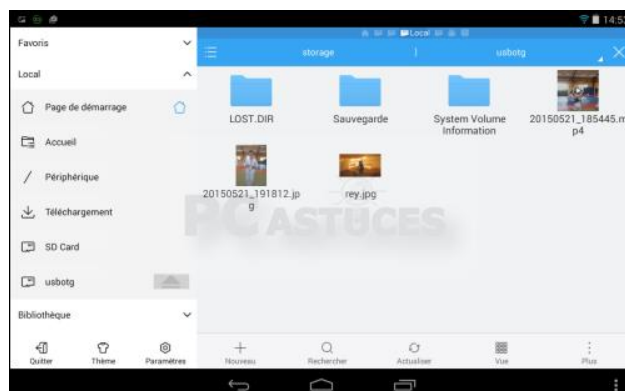 14:53
Favoris
Local
Page de démarrage
Accueil
/ Périphérique
Téléchargement
SD Card
usbotg
Bibliothèque
Quitter Thème Paramètres
Local
storage usbotg
LOST.DIR Sauvegarde System Volume Information 20150521_185445.m
p4
20150521_191812.jp
g
rey.jpg
PC ASTUCES
Nouveau Rechercher Actualiser Vue Plus